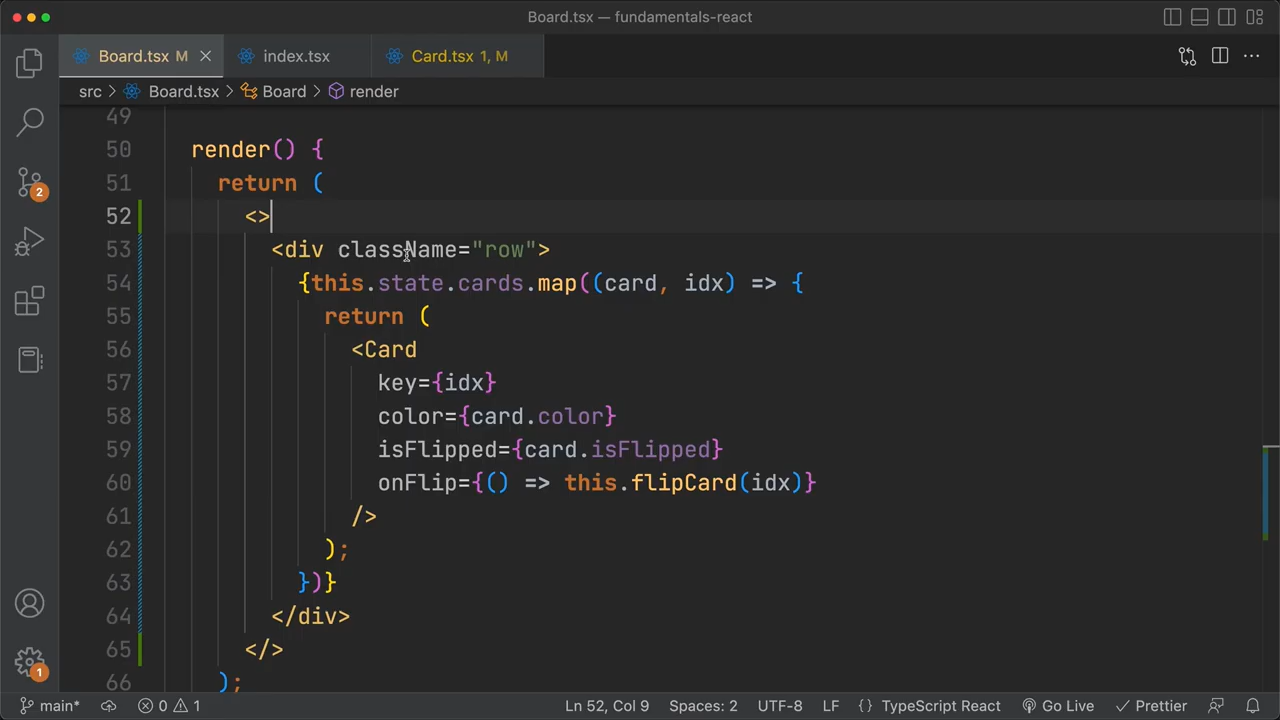 Board.tsx — fundamentals-react
Board.tsx M index.tsx Card.tsx 1, M
src > Board.tsx > Board > render
49
50 render() {
51 return (
52 <>
53 <div className="row">
54 {this.state.cards.map((card, idx) => {
55 return (
56 <Card
57 key={idx}
58 color={card.color}
59 isFlipped={card.isFlipped}
60 onFlip={() => this.flipCard(idx)}
61 />
62 );
63 })}
64 </div>
65 </>
66 );
2
1
main* 0 1 Ln 52, Col 9 Spaces: 2 UTF-8 LF {} TypeScript React Go Live Prettier